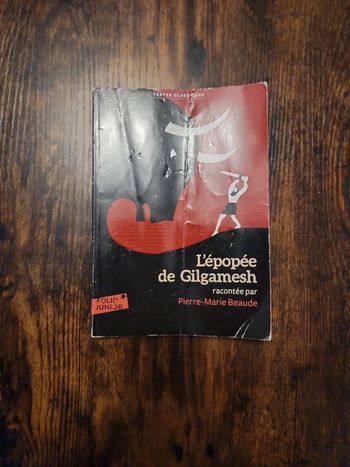 TEXTES CLASSIQUES
L'épopée
de Gilgamesh
racontée par
Pierre-Marie Beaude
FOLIO
JUNIOR